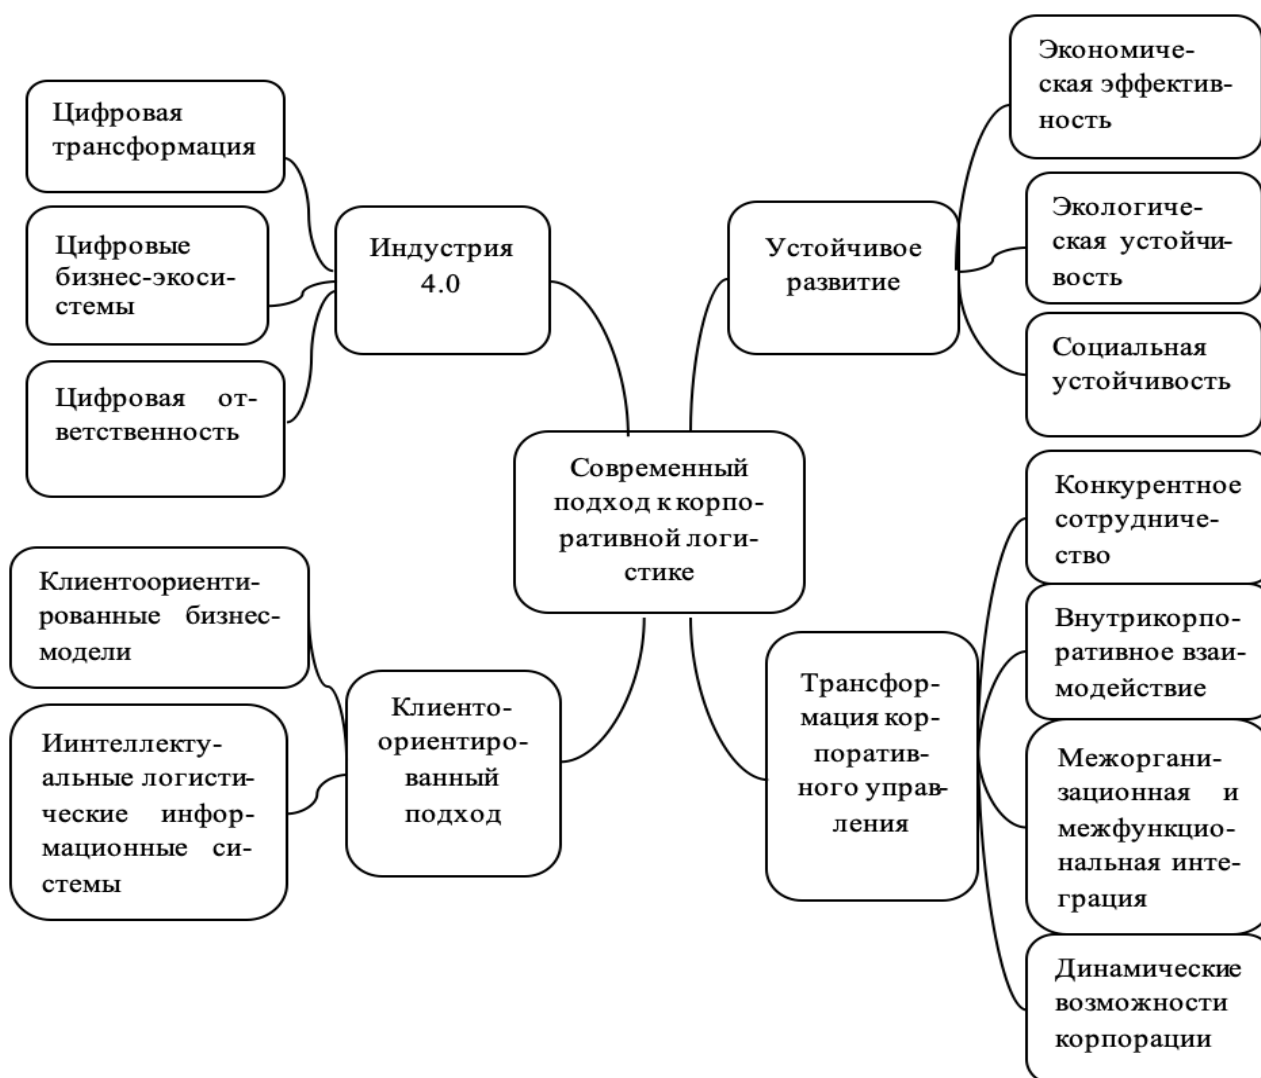 Цифровая
трансформация
Цифровые
бизнес-экоси-
стемы
Цифровая от-
ветственность
Индустрия
4.0
Устойчивое
развитие
Экономиче-
ская эффектив-
ность
Экологиче-
ская устойчи-
вость
Социальная
устойчивость
Современный
подход к корпо-
ративной логи-
стике
Клиентоориенти-
рованные бизнес-
модели
Иинтеллекту-
альные логисти-
ческие инфор-
мационные си-
стемы
Клиенто-
ориентиро-
ванный
подход
Трансфор-
мация кор-
поратив-
ного управ-
ления
Конкурентное
сотрудниче-
ство
Внутрикорпо-
ративное взаи-
модействие
Межоргани-
зационная и
межфункцио-
нальная инте-
грация
Динамические
возможности
корпорации